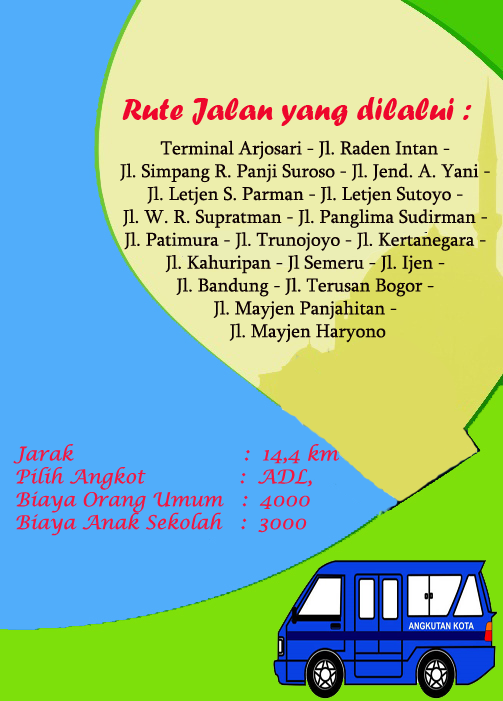 Rute Jalan yang dilalui :
Terminal Arjosari - Jl. Raden Intan -
Jl. Simpang R. Panji Suroso - Jl. Jend. A. Yani -
Jl. Letjen S. Parman - Jl. Letjen Sutoyo -
Jl. W. R. Supratman - Jl. Panglima Sudirman -
Jl. Patimura - Jl. Trunojoyo - Jl. Kertanegara -
Jl. Kahuripan - Jl Semeru - Jl. Ijen -
Jl. Bandung - Jl. Terusan Bogor -
Jl. Mayjen Panjahitan -
Jl. Mayjen Haryono
Jarak : 14,4 km
Pilih Angkot : ADL,
Biaya Orang Umum : 4000
Biaya Anak Sekolah : 3000
ANGKUTAN KOTA